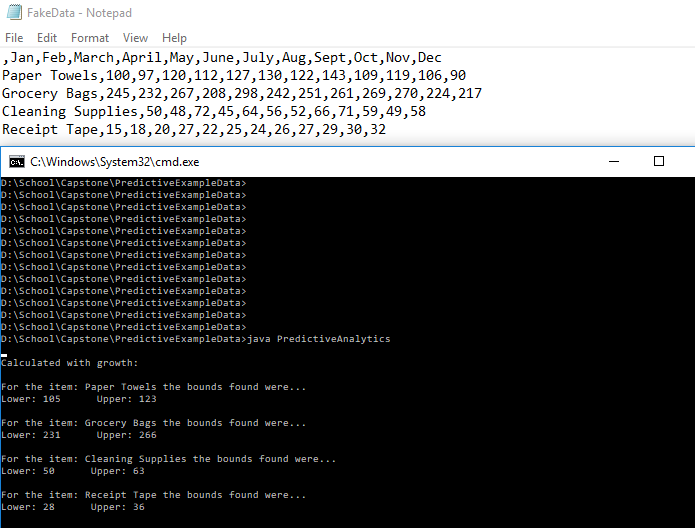 FakeData - Notepad
File Edit Format View Help
,Jan,Feb,March,April,May,June,July,Aug,Sept,Oct,Nov,Dec
Paper Towels,100,97,120,112,127,130,122,143,109,119,106,90
Grocery Bags,245,232,267,208,298,242,251,261,269,270,224,217
Cleaning Supplies,50,48,72,45,64,56,52,66,71,59,49,58
Receipt Tape,15,18,20,27,22,25,24,26,27,29,30,32
C:\Windows\System32\cmd.exe
D:\School\Capstone\PredictiveExampleData>
D:\School\Capstone\PredictiveExampleData>
D:\School\Capstone\PredictiveExampleData>
D:\School\Capstone\PredictiveExampleData>
D:\School\Capstone\PredictiveExampleData>
D:\School\Capstone\PredictiveExampleData>
D:\School\Capstone\PredictiveExampleData>
D:\School\Capstone\PredictiveExampleData>
D:\School\Capstone\PredictiveExampleData>
D:\School\Capstone\PredictiveExampleData>
D:\School\Capstone\PredictiveExampleData>
D:\School\Capstone\PredictiveExampleData>
D:\School\Capstone\PredictiveExampleData>
D:\School\Capstone\PredictiveExampleData>java PredictiveAnalytics
Calculated with growth:
For the item: Paper Towels the bounds found were...
Lower: 105 Upper: 123
For the item: Grocery Bags the bounds found were...
Lower: 231 Upper: 266
For the item: Cleaning Supplies the bounds found were...
Lower: 50 Upper: 63
For the item: Receipt Tape the bounds found were...
Lower: 28 Upper: 36